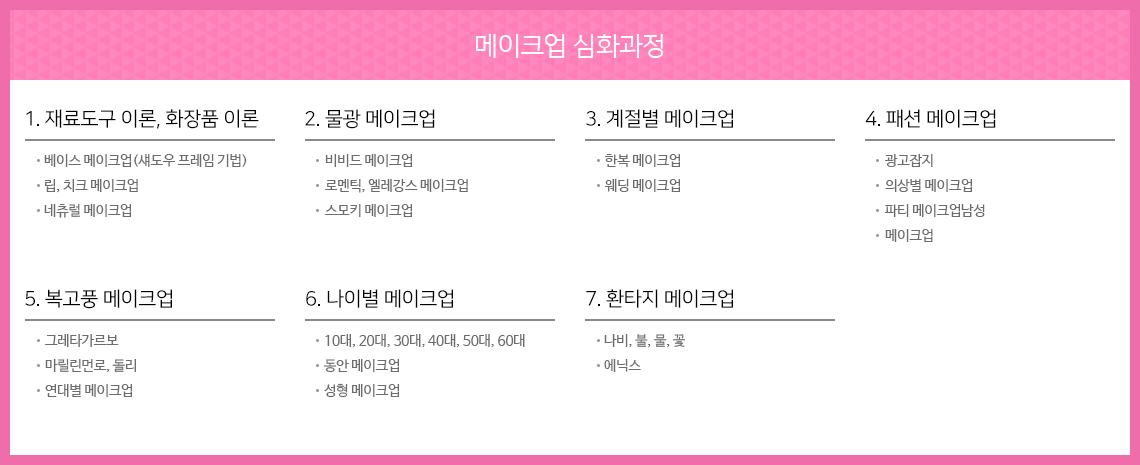 메이크업 심화과정
1. 재료도구 이론, 화장품 이론
• 베이스 메이크업(섀도우 프레임 기법)
• 립, 치크 메이크업
• 네츄럴 메이크업
2. 물광 메이크업
• 비비드 메이크업
• 로멘틱, 엘레강스 메이크업
• 스모키 메이크업
3. 계절별 메이크업
• 한복 메이크업
• 웨딩 메이크업
4. 패션 메이크업
• 광고잡지
• 의상별 메이크업
• 파티 메이크업남성
• 메이크업
5. 복고풍 메이크업
• 그레타가르보
• 마릴린먼로, 돌리
• 연대별 메이크업
6. 나이별 메이크업
• 10대, 20대, 30대, 40대, 50대, 60대
• 동안 메이크업
• 성형 메이크업
7. 환타지 메이크업
• 나비, 불, 물, 꽃
• 에닉스